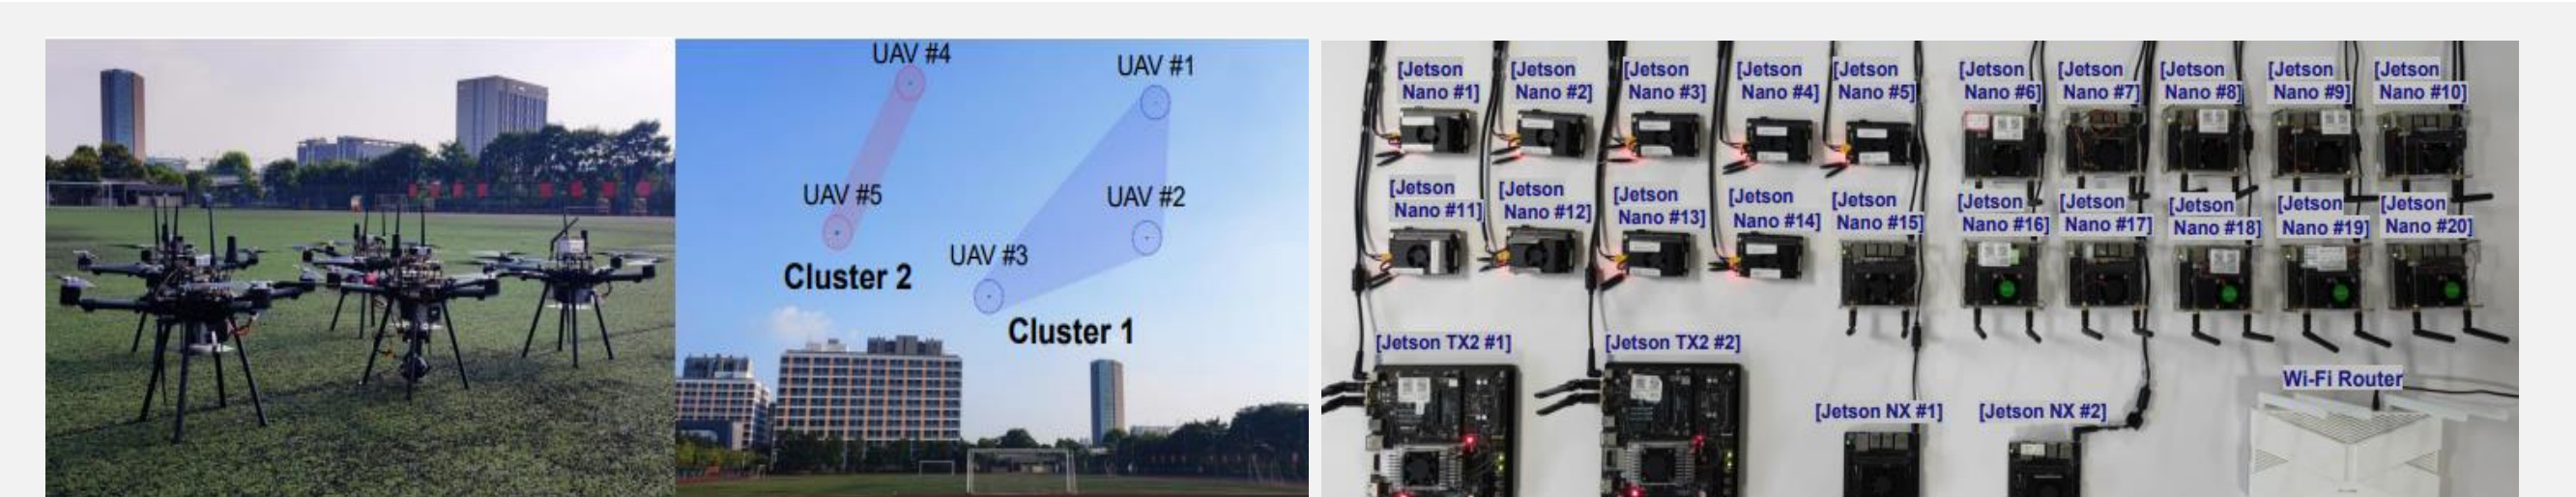 UAV #4
UAV #1
UAV #5
UAV #2
UAV #3
Cluster 2
Cluster 1
[Jetson
Nano #1]
[Jetson
Nano #2]
[Jetson
Nano #3]
[Jetson
Nano #4]
[Jetson
Nano #5]
[Jetson
Nano #6]
[Jetson
Nano #7]
[Jetson
Nano #8]
[Jetson
Nano #9]
[Jetson
Nano #10]
[Jetson
Nano #11]
[Jetson
Nano #12]
[Jetson
Nano #13]
[Jetson
Nano #14]
[Jetson
Nano #15]
[Jetson
Nano #16]
[Jetson
Nano #17]
[Jetson
Nano #18]
[Jetson
Nano #19]
[Jetson
Nano #20]
[Jetson TX2 #1]
[Jetson TX2 #2]
Wi-Fi Router
[Jetson NX #1]
[Jetson NX #2]